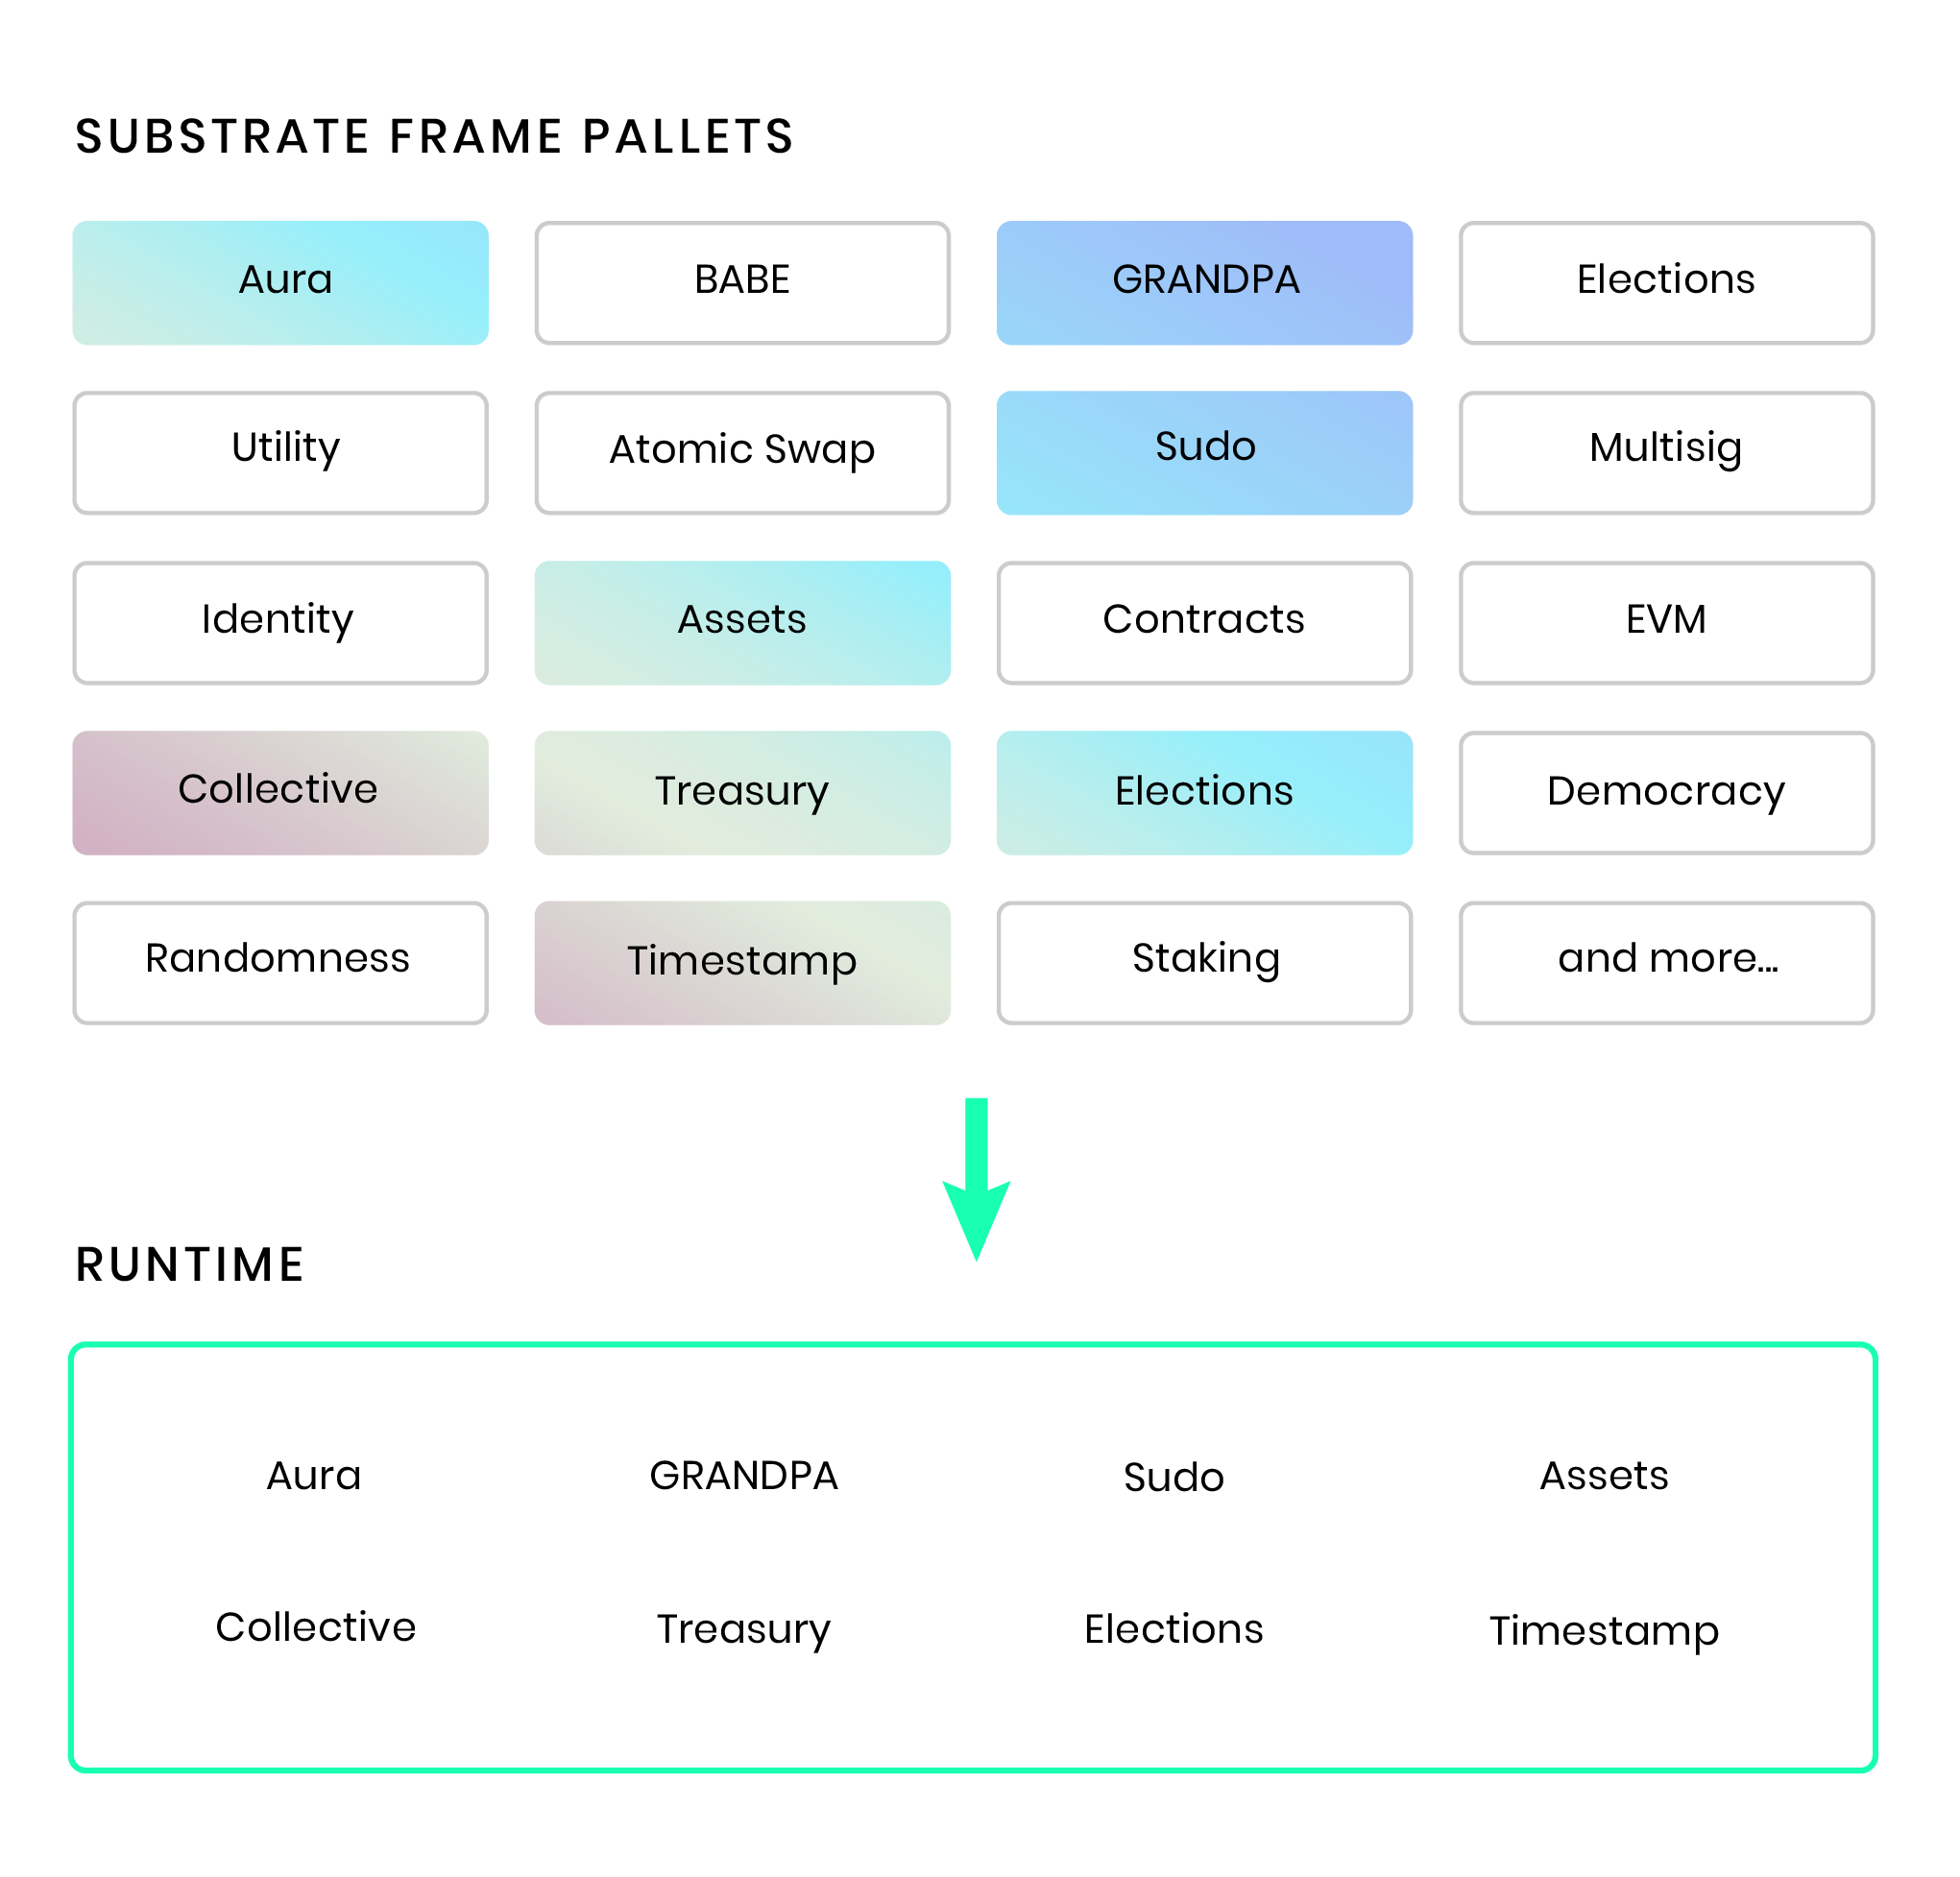 SUBSTRATE FRAME PALLETS
Aura
BABE
GRANDPA
Elections
Utility
Atomic Swap
Sudo
Multisig
Identity
Assets
Contracts
EVM
Collective
Treasury
Elections
Democracy
Randomness
Timestamp
Staking
and more...
RUNTIME
Aura
GRANDPA
Sudo
Assets
Collective
Treasury
Elections
Timestamp